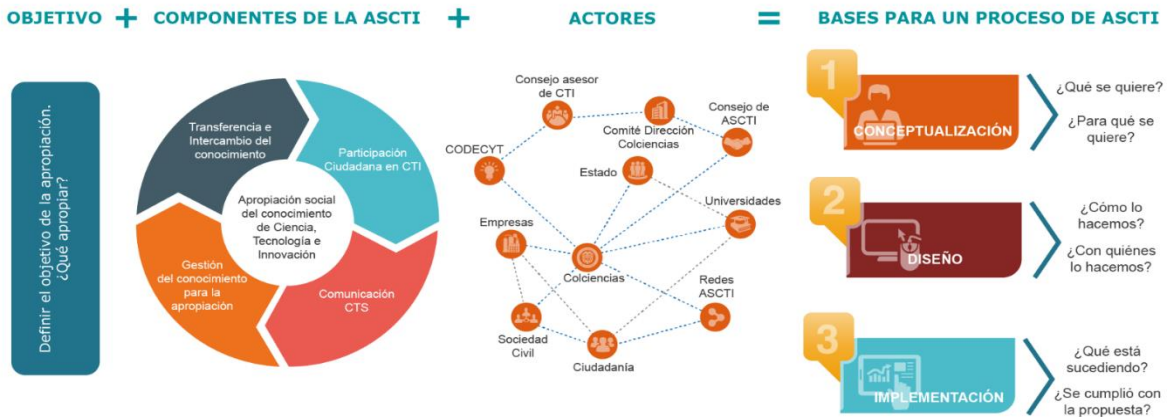 OBJETIVO + COMPONENTES DE LA ASCTI + ACTORES = BASES PARA UN PROCESO DE ASCTI
Definir el objetivo de la apropiación.
¿Qué apropiar?
Transferencia e
Intercambio del
conocimiento
Participación
Ciudadana en CTI
Apropiación social
del conocimiento
de Ciencia,
Tecnología e
Innovación
Gestión
del conocimiento
para la
apropiación
Comunicación
CTS
Consejo asesor
de CTI
Comité Dirección
Colciencias
Consejo de
ASCTI
CODECYT
Estado
Universidades
Empresas
Colciencias
Redes
ASCTI
Sociedad
Civil
Ciudadanía
1
CONCEPTUALIZACIÓN
¿Qué se quiere?
¿Para qué se
quiere?
2
DISEÑO
¿Cómo lo
hacemos?
¿Con quiénes
lo hacemos?
3
IMPLEMENTACIÓN
¿Qué está
sucediendo?
¿Se cumplió con
la propuesta?